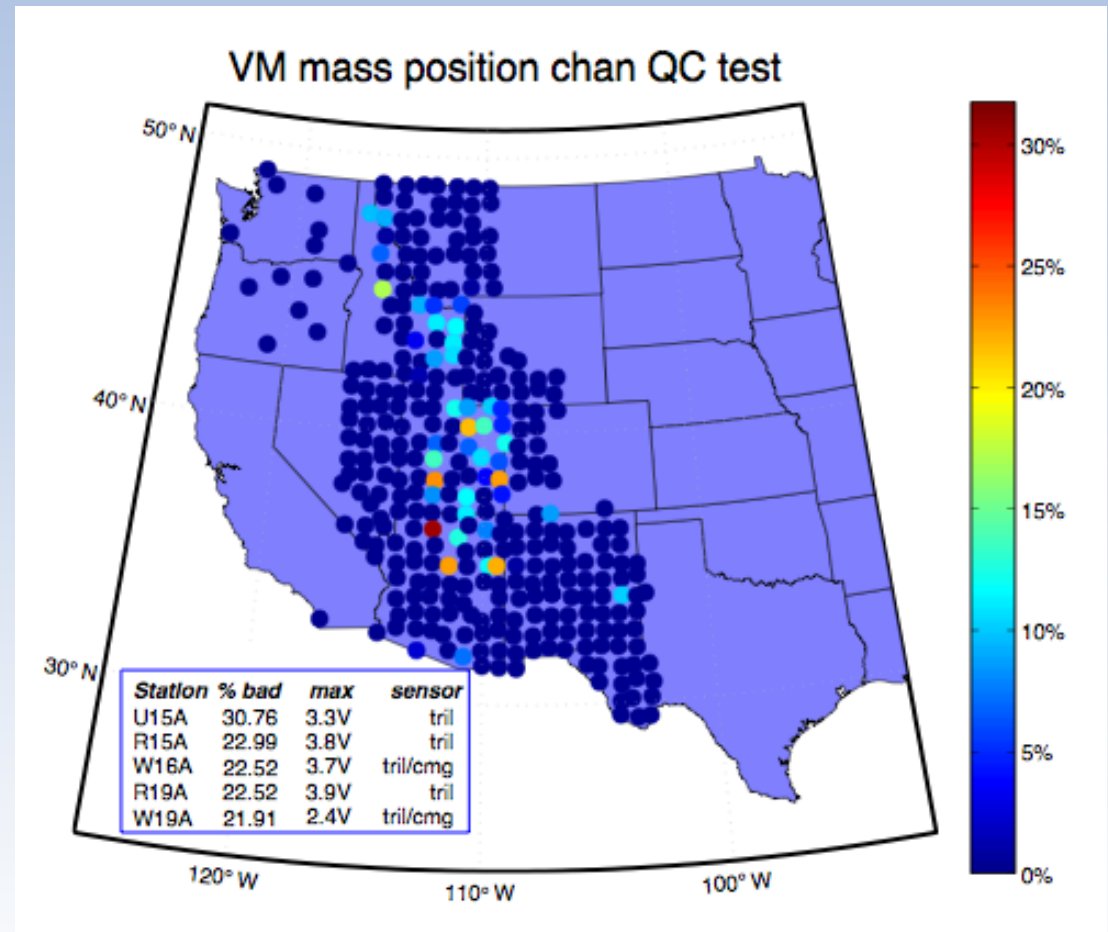 VM mass position chan QC test
50° N
40° N
30° N
120° W
110° W
100° W
30%
25%
20%
15%
10%
5%
0%
Station % bad max sensor
U15A 30.76 3.3V tril
R15A 22.99 3.8V tril
W16A 22.52 3.7V tril/cmg
R19A 22.52 3.9V tril
W19A 21.91 2.4V tril/cmg